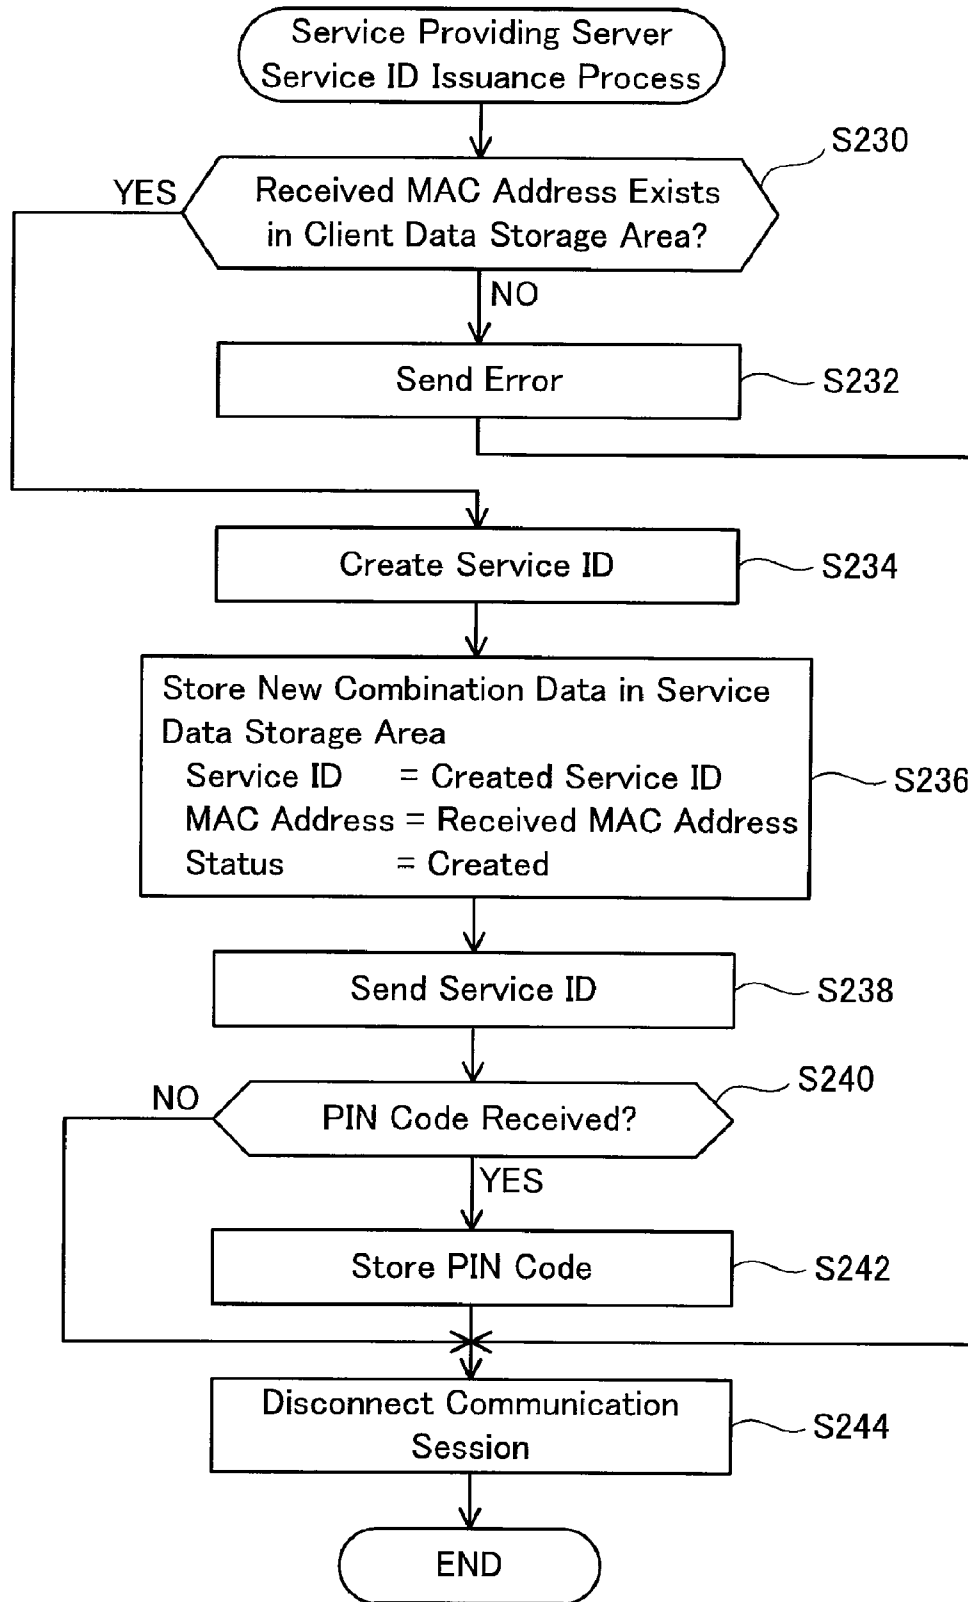 Service Providing Server
Service ID Issuance Process
S230
YES
Received MAC Address Exists
in Client Data Storage Area?
NO
Send Error
S232
Create Service ID
S234
Store New Combination Data in Service
Data Storage Area
Service ID = Created Service ID
MAC Address = Received MAC Address
Status = Created
S236
Send Service ID
S238
S240
NO
PIN Code Received?
YES
Store PIN Code
S242
Disconnect Communication
Session
S244
END